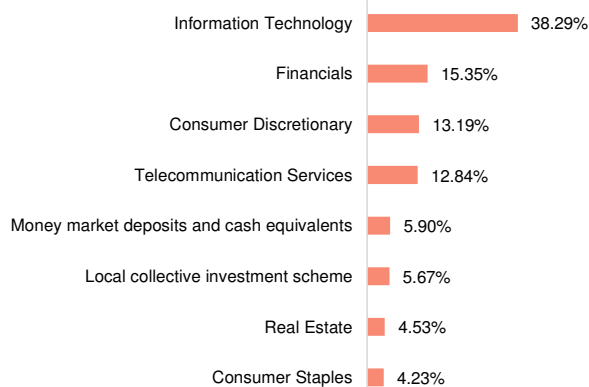 Information Technology 38.29%
Financials 15.35%
Consumer Discretionary 13.19%
Telecommunication Services 12.84%
Money market deposits and cash equivalents 5.90%
Local collective investment scheme 5.67%
Real Estate 4.53%
Consumer Staples 4.23%